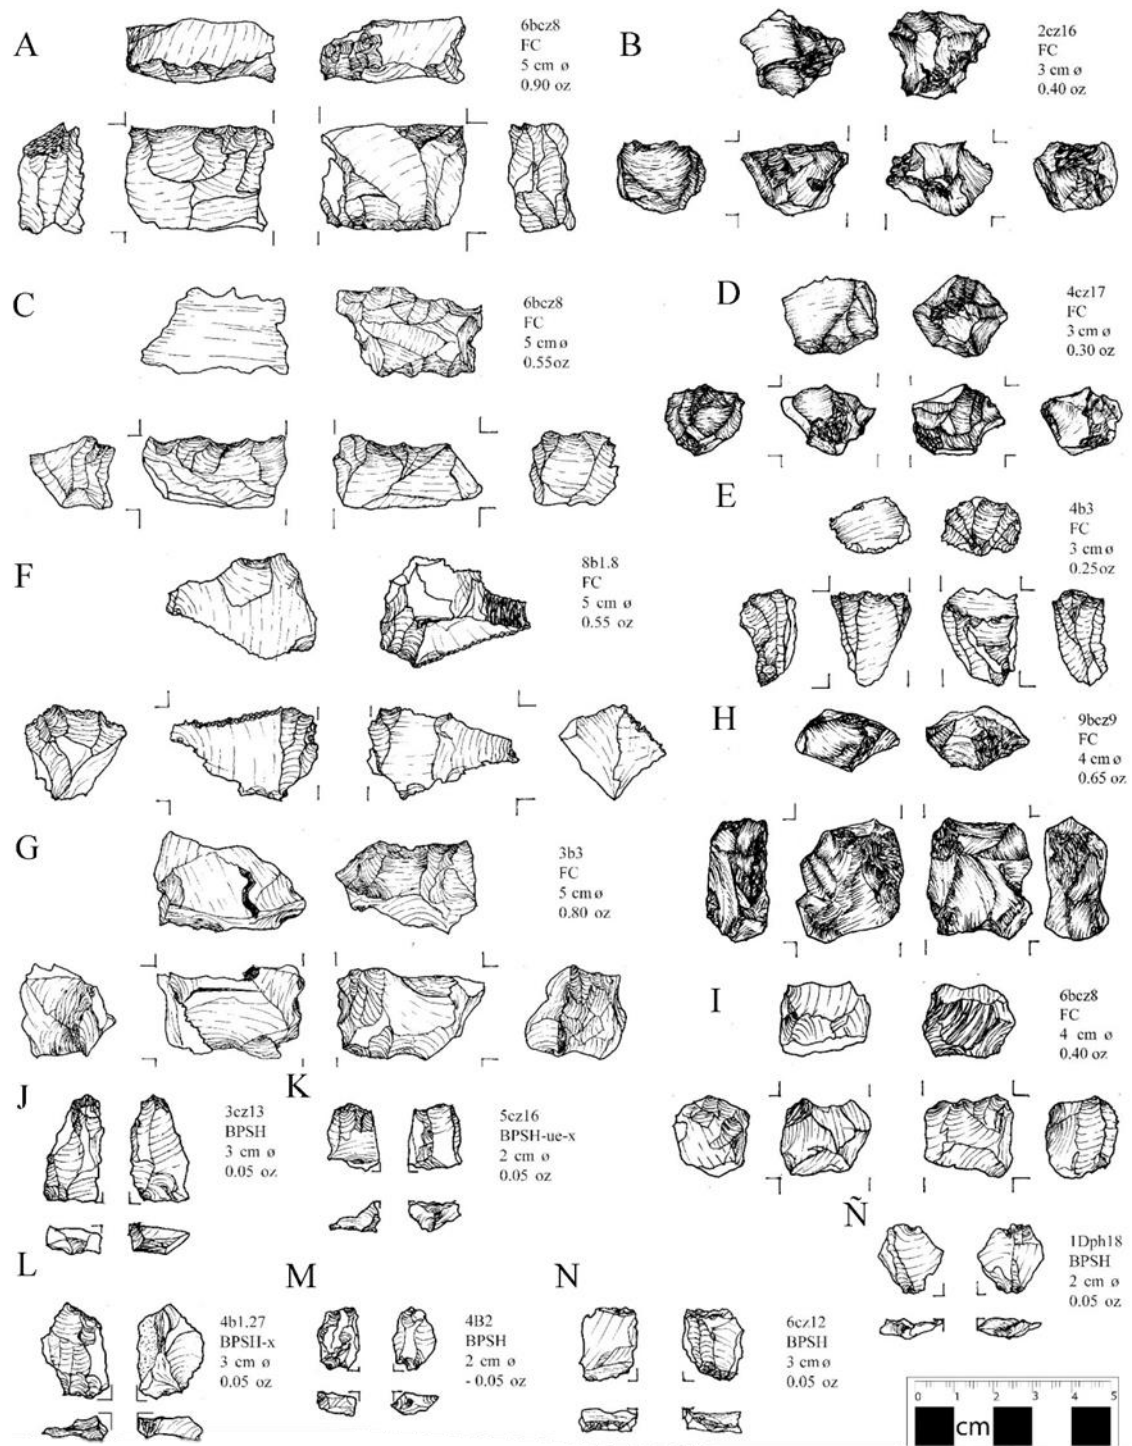 A
6bcz8
FC
5 cm ø
0.90 oz
B
2cz16
FC
3 cm ø
0.40 oz
C
6bcz8
FC
5 cm ø
0.55oz
D
4cz17
FC
3 cm ø
0.30 oz
E
4b3
FC
3 cm ø
0.25oz
F
8b1.8
FC
5 cm ø
0.55 oz
H
9bcz9
FC
4 cm ø
0.65 oz
G
3b3
FC
5 cm ø
0.80 oz
I
6bcz8
FC
4 cm ø
0.40 oz
J
3cz13
BPSH
3 cm ø
0.05 oz
K
5cz16
BPSH-ue-x
2 cm ø
0.05 oz
Ñ
1Dph18
BPSH
2 cm ø
0.05 oz
L
4b1.27
BPSH-x
3 cm ø
0.05 oz
M
4B2
BPSH
2 cm ø
- 0.05 oz
N
6cz12
BPSH
3 cm ø
0.05 oz
0 1 2 3 4 5
cm